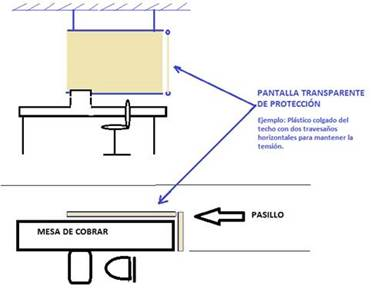 PANTALLA TRANSPARENTE
DE PROTECCIÓN
Ejemplo: Plástico colgado del
techo con dos travesaños
horizontales para mantener la
tensión.
PASILLO
MESA DE COBRAR